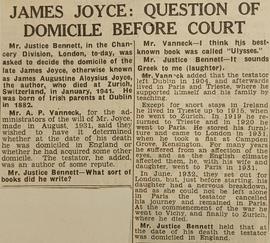 JAMES JOYCE: QUESTION OF
DOMICILE BEFORE COURT
Mr. Justice Bennett, in the Chan-
cery Division, London, to-day, was
asked to decide the domicile of the
late James Joyce, otherwise known
as James Augustine Aloysius Joyce,
the author, who died at Zurich,
Switzerland, in January, 1941. He
was born of Irish parents at Dublin in
1882.
Mr. A. P. Vanneck, for the ad-
ministrators of the will of Mr. Joyce,
made in August, 1931, said they
wished to have it determined
whether at the date of his death
he was domiciled in England or
whether he had acquired some other
domicile. The testator, he added
was an author of some repute.
Mr. Justice Bennett—What sort of
books did he write?
Mr. Vanneck—I think his best-
known book was called "Ulysses."
Mr. Justice Bennett—It sounds
Greek to me (laughter).
Mr. Vanneck added that the testator
left Dublin in 1904, and afterwards
lived in Paris and Trieste, where he
supported himself and his family by
teaching.
Except for short stays in Ireland
he lived in Trieste up to 1915, when
he went to Zurich. In 1919 he re-
turned to Trieste and in 1920 he
went to Paris. He stored his furni-
ture and came to London in 1931
when he took a flat in Campden
Grove, Kensington. For many years
he had suffered from an affection of
the eyes, and as the English climate
affected him, he, with his wife and
daughter, went to Paris in 1931.
In June, 1932, they set out for
London, but, just before starting, his
daughter had a nervous breakdown,
and as she could not be left alone
in Paris the testator cancelled
his journey and remained in Paris.
At the commencement of the war he
went to Vichy, and finally to Zurich,
where he died.
Mr. Justice Bennett held that at
the date of his death the testator
was domiciled in England.